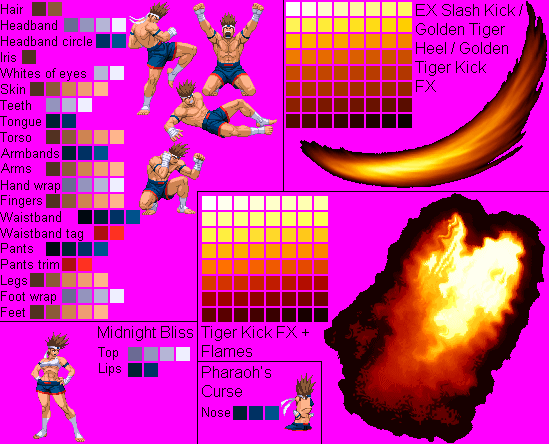 Hair
Headband
Headband circle
Iris
Whites of eyes
Skin
Teeth
Tongue
Torso
Armbands
Arms
Hand wrap
Fingers
Waistband
Waistband tag
Pants
Pants trim
Legs
Foot wrap
Feet
EX Slash Kick /
Golden Tiger
Heel / Golden
Tiger Kick
FX
Midnight Bliss
Top
Lips
Tiger Kick FX +
Flames
Pharaoh's
Curse
Nose